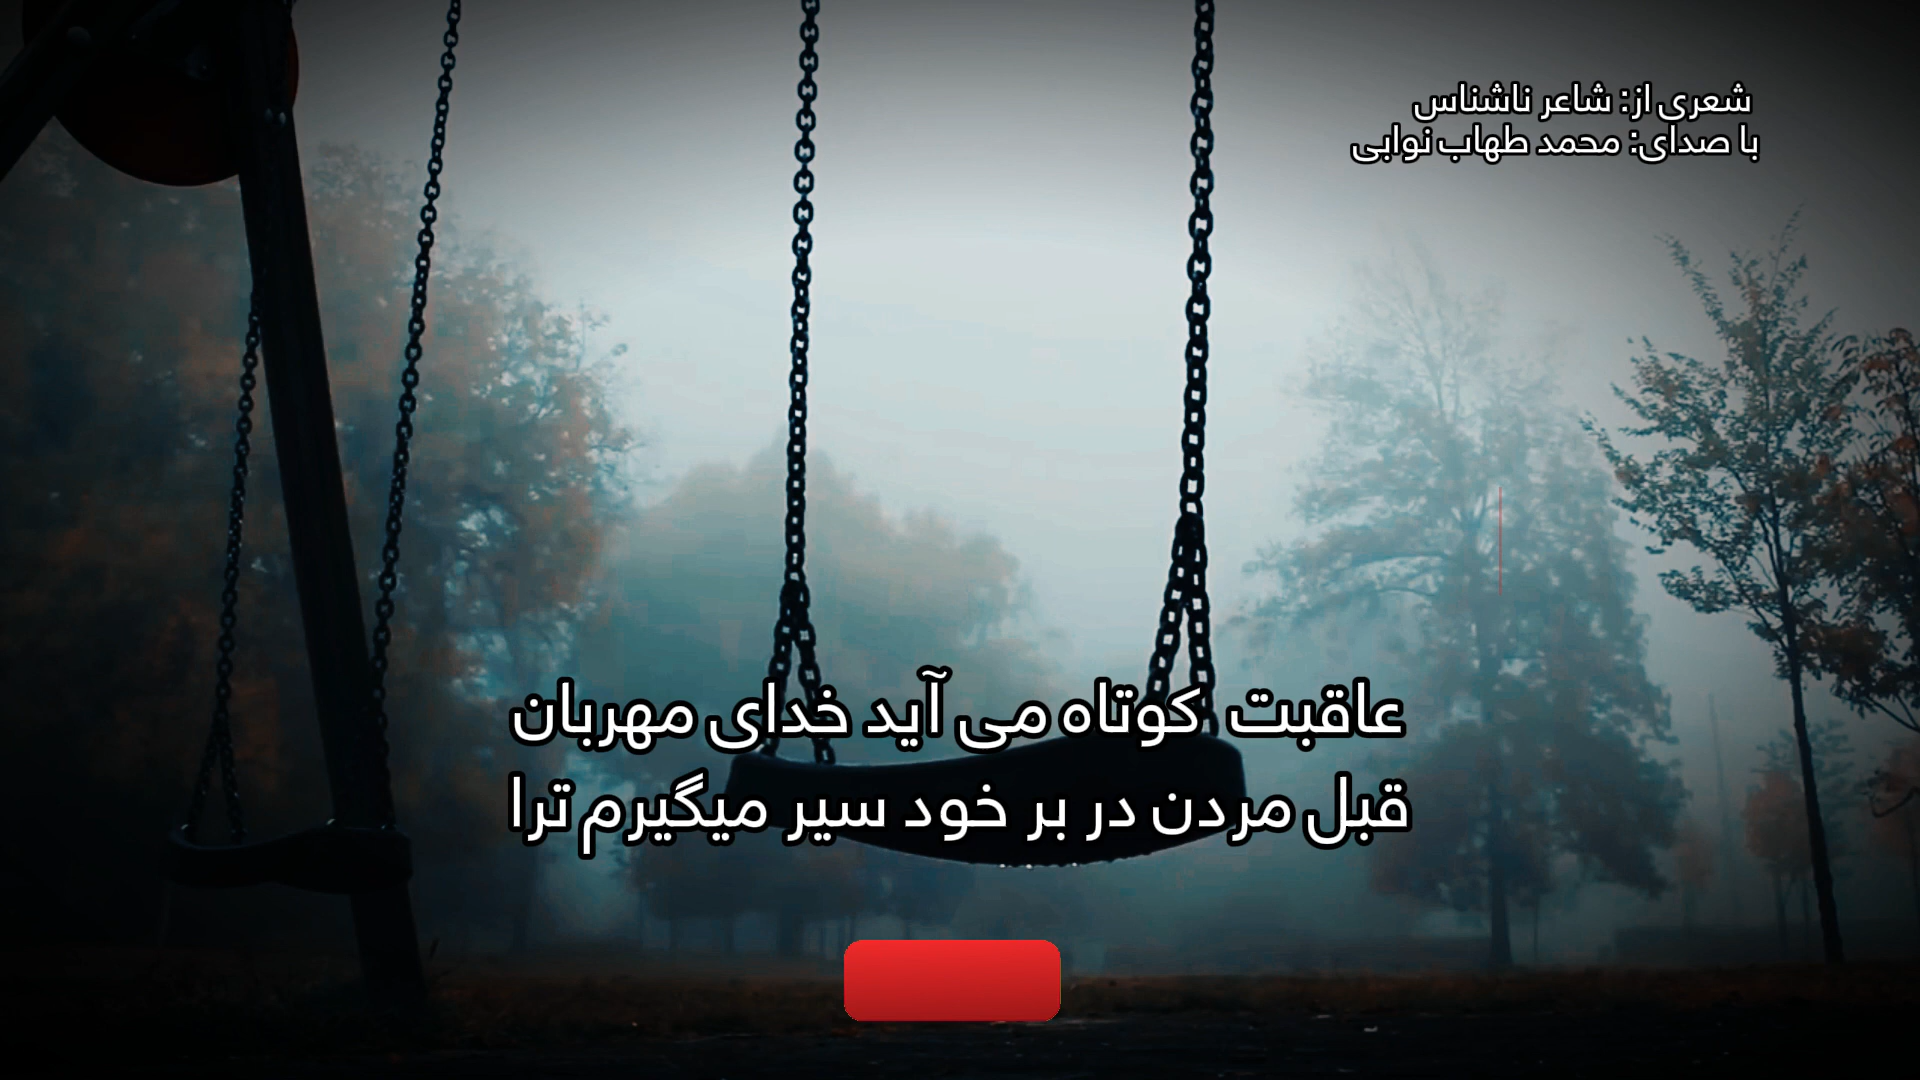 شعری از: شاعر ناشناس
با صدای: محمد طهاب نوابی
عاقبت کوتاه می آید خدای مهربان
قبل مردن در بر خود سیر میگیرم ترا